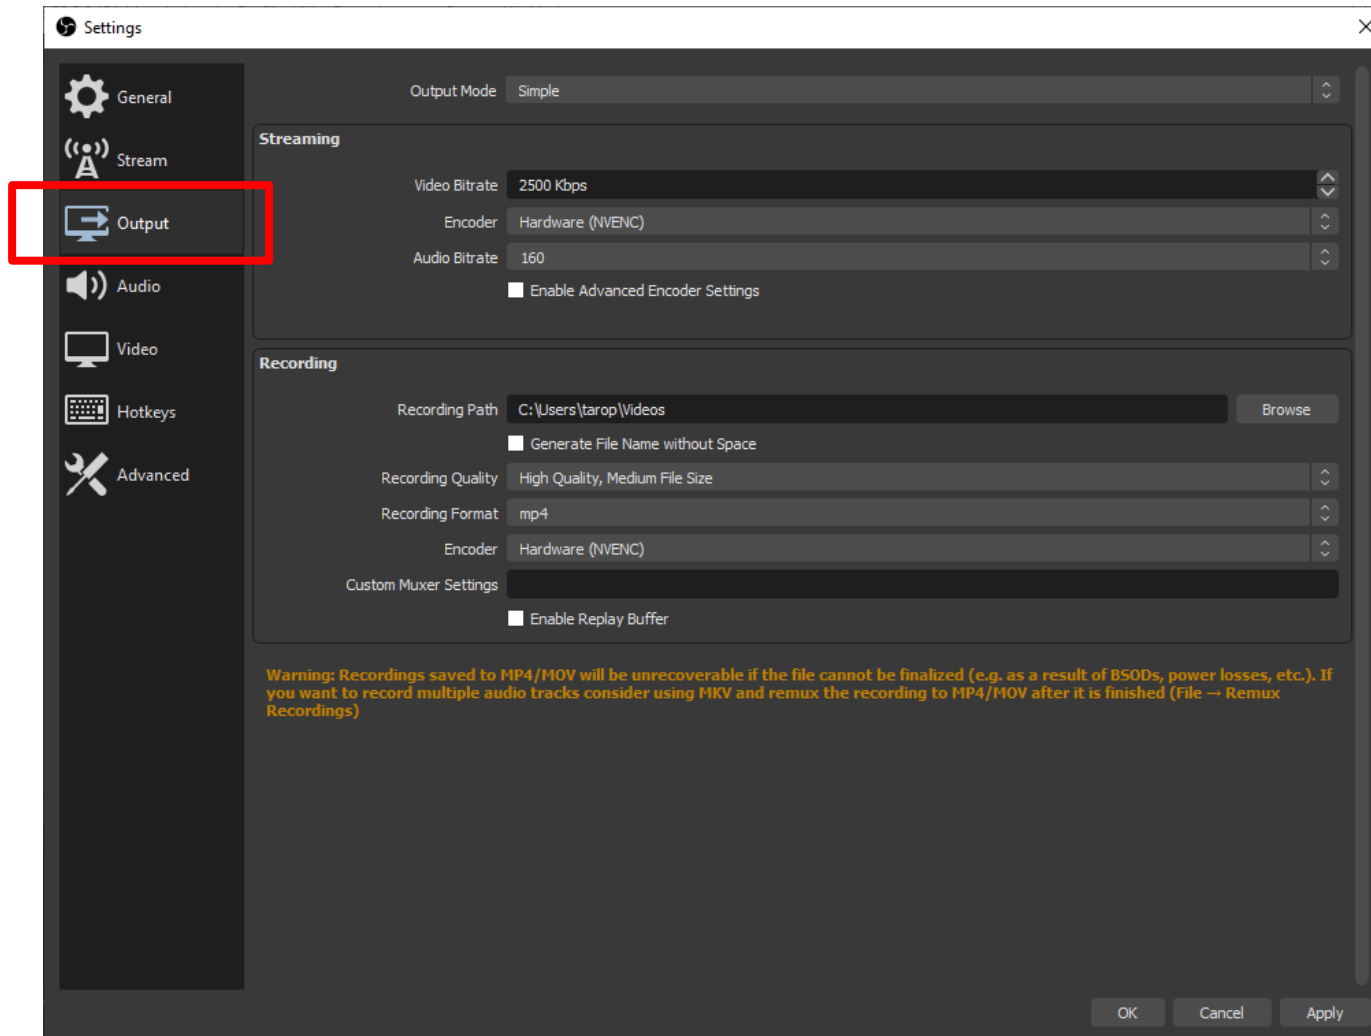 Settings
General
Stream
Output
Audio
Video
Hotkeys
Advanced
Output Mode Simple
Streaming
Video Bitrate 2500 Kbps
Encoder Hardware (NVENC)
Audio Bitrate 160
Enable Advanced Encoder Settings
Recording
Recording Path C:\Users\tarop\Videos Browse
Generate File Name without Space
Recording Quality High Quality, Medium File Size
Recording Format mp4
Encoder Hardware (NVENC)
Custom Muxer Settings
Enable Replay Buffer
Warning: Recordings saved to MP4/MOV will be unrecoverable if the file cannot be finalized (e.g. as a result of BSODs, power losses, etc.). If
you want to record multiple audio tracks consider using MKV and remux the recording to MP4/MOV after it is finished (File → Remux
Recordings)
OK Cancel Apply